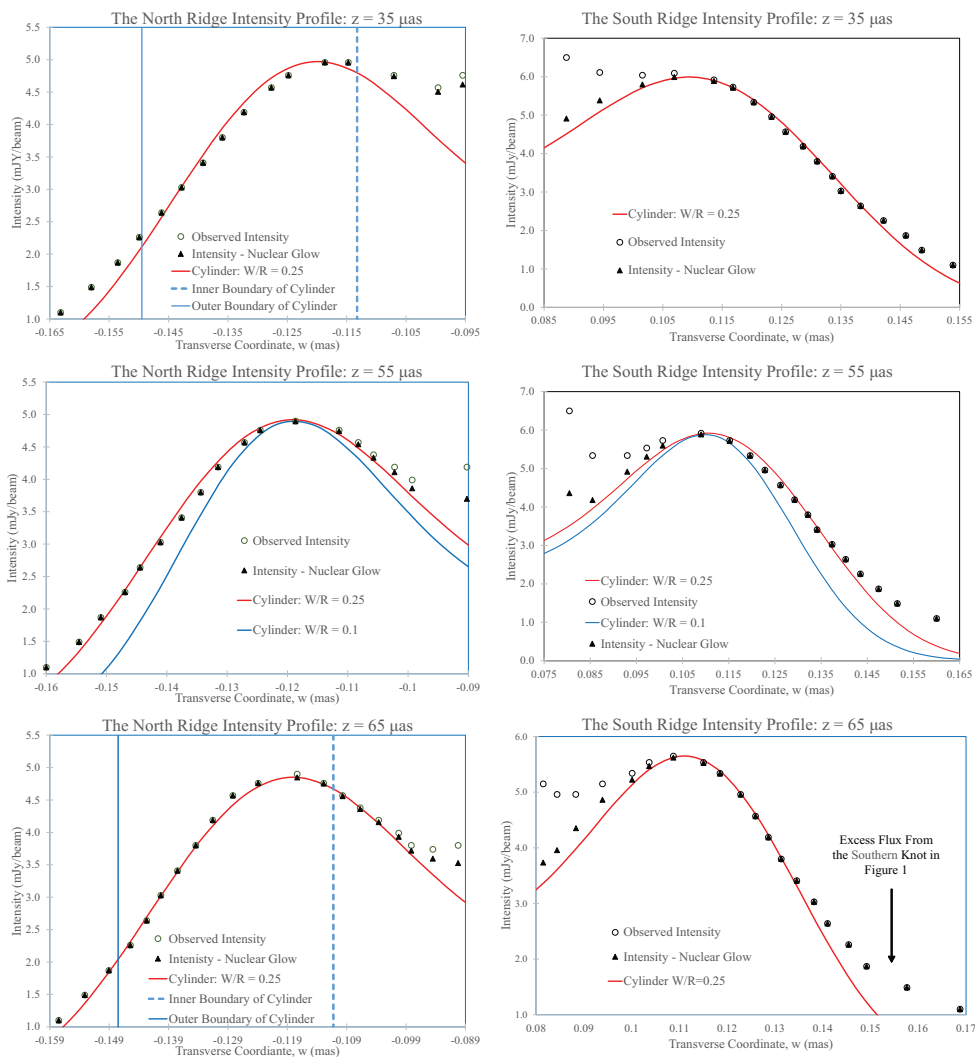 The North Ridge Intensity Profile: z = 35 μas
5.5
5.0
4.5
4.0
3.5
3.0
2.5
2.0
1.5
1.0
Intensity (mJY/beam)
Observed Intensity
Intensity - Nuclear Glow
Cylinder: W/R = 0.25
Inner Boundary of Cylinder
Outer Boundary of Cylinder
-0.165 -0.155 -0.145 -0.135 -0.125 -0.115 -0.105 -0.095
Transverse Coordinate, w (mas)
The South Ridge Intensity Profile: z = 35 μas
7.0
6.0
5.0
4.0
3.0
2.0
1.0
0.0
Intensity (mJy/beam)
Cylinder: W/R = 0.25
Observed Intensity
Intensity - Nuclear Glow
0.085 0.095 0.105 0.115 0.125 0.135 0.145 0.155
Transverse Coordinate, w (mas)
The North Ridge Intensity Profile: z = 55 μas
5.5
5.0
4.5
4.0
3.5
3.0
2.5
2.0
1.5
1.0
Intensity (mJy/beam)
Observed Intensity
Intensity - Nuclear Glow
Cylinder: W/R = 0.25
Cylinder: W/R = 0.1
-0.16 -0.15 -0.14 -0.13 -0.12 -0.11 -0.1 -0.09
Transverse Coordinate, w (mas)
The South Ridge Intensity Profile: z = 55 μas
7.0
6.0
5.0
4.0
3.0
2.0
1.0
0.0
Intensity (mJy/beam)
Cylinder: W/R = 0.25
Observed Intensity
Cylinder: W/R = 0.1
Intensity - Nuclear Glow
0.075 0.085 0.095 0.105 0.115 0.125 0.135 0.145 0.155 0.165
Transverse Coordinate, w (mas)
The North Ridge Intensity Profile: z = 65 μas
5.5
5.0
4.5
4.0
3.5
3.0
2.5
2.0
1.5
1.0
Intensity (mJy/beam)
Observed Intensity
Intenisty - Nuclear Glow
Cylinder: W/R = 0.25
Inner Boundary of Cylinder
Outer Boundary of Cylinder
-0.159 -0.149 -0.139 -0.129 -0.119 -0.109 -0.099 -0.089
Transverse Coordiante, w (mas)
The South Ridge Intensity Profile: z = 65 μas
6.0
5.0
4.0
3.0
2.0
1.0
Intensity (mJy/beam)
Excess Flux From
the Southern Knot in
Figure 1
Observed Intensity
Intensity - Nuclear Glow
Cylinder W/R=0.25
0.08 0.09 0.1 0.11 0.12 0.13 0.14 0.15 0.16 0.17
Transverse Coordinate, w (mas)